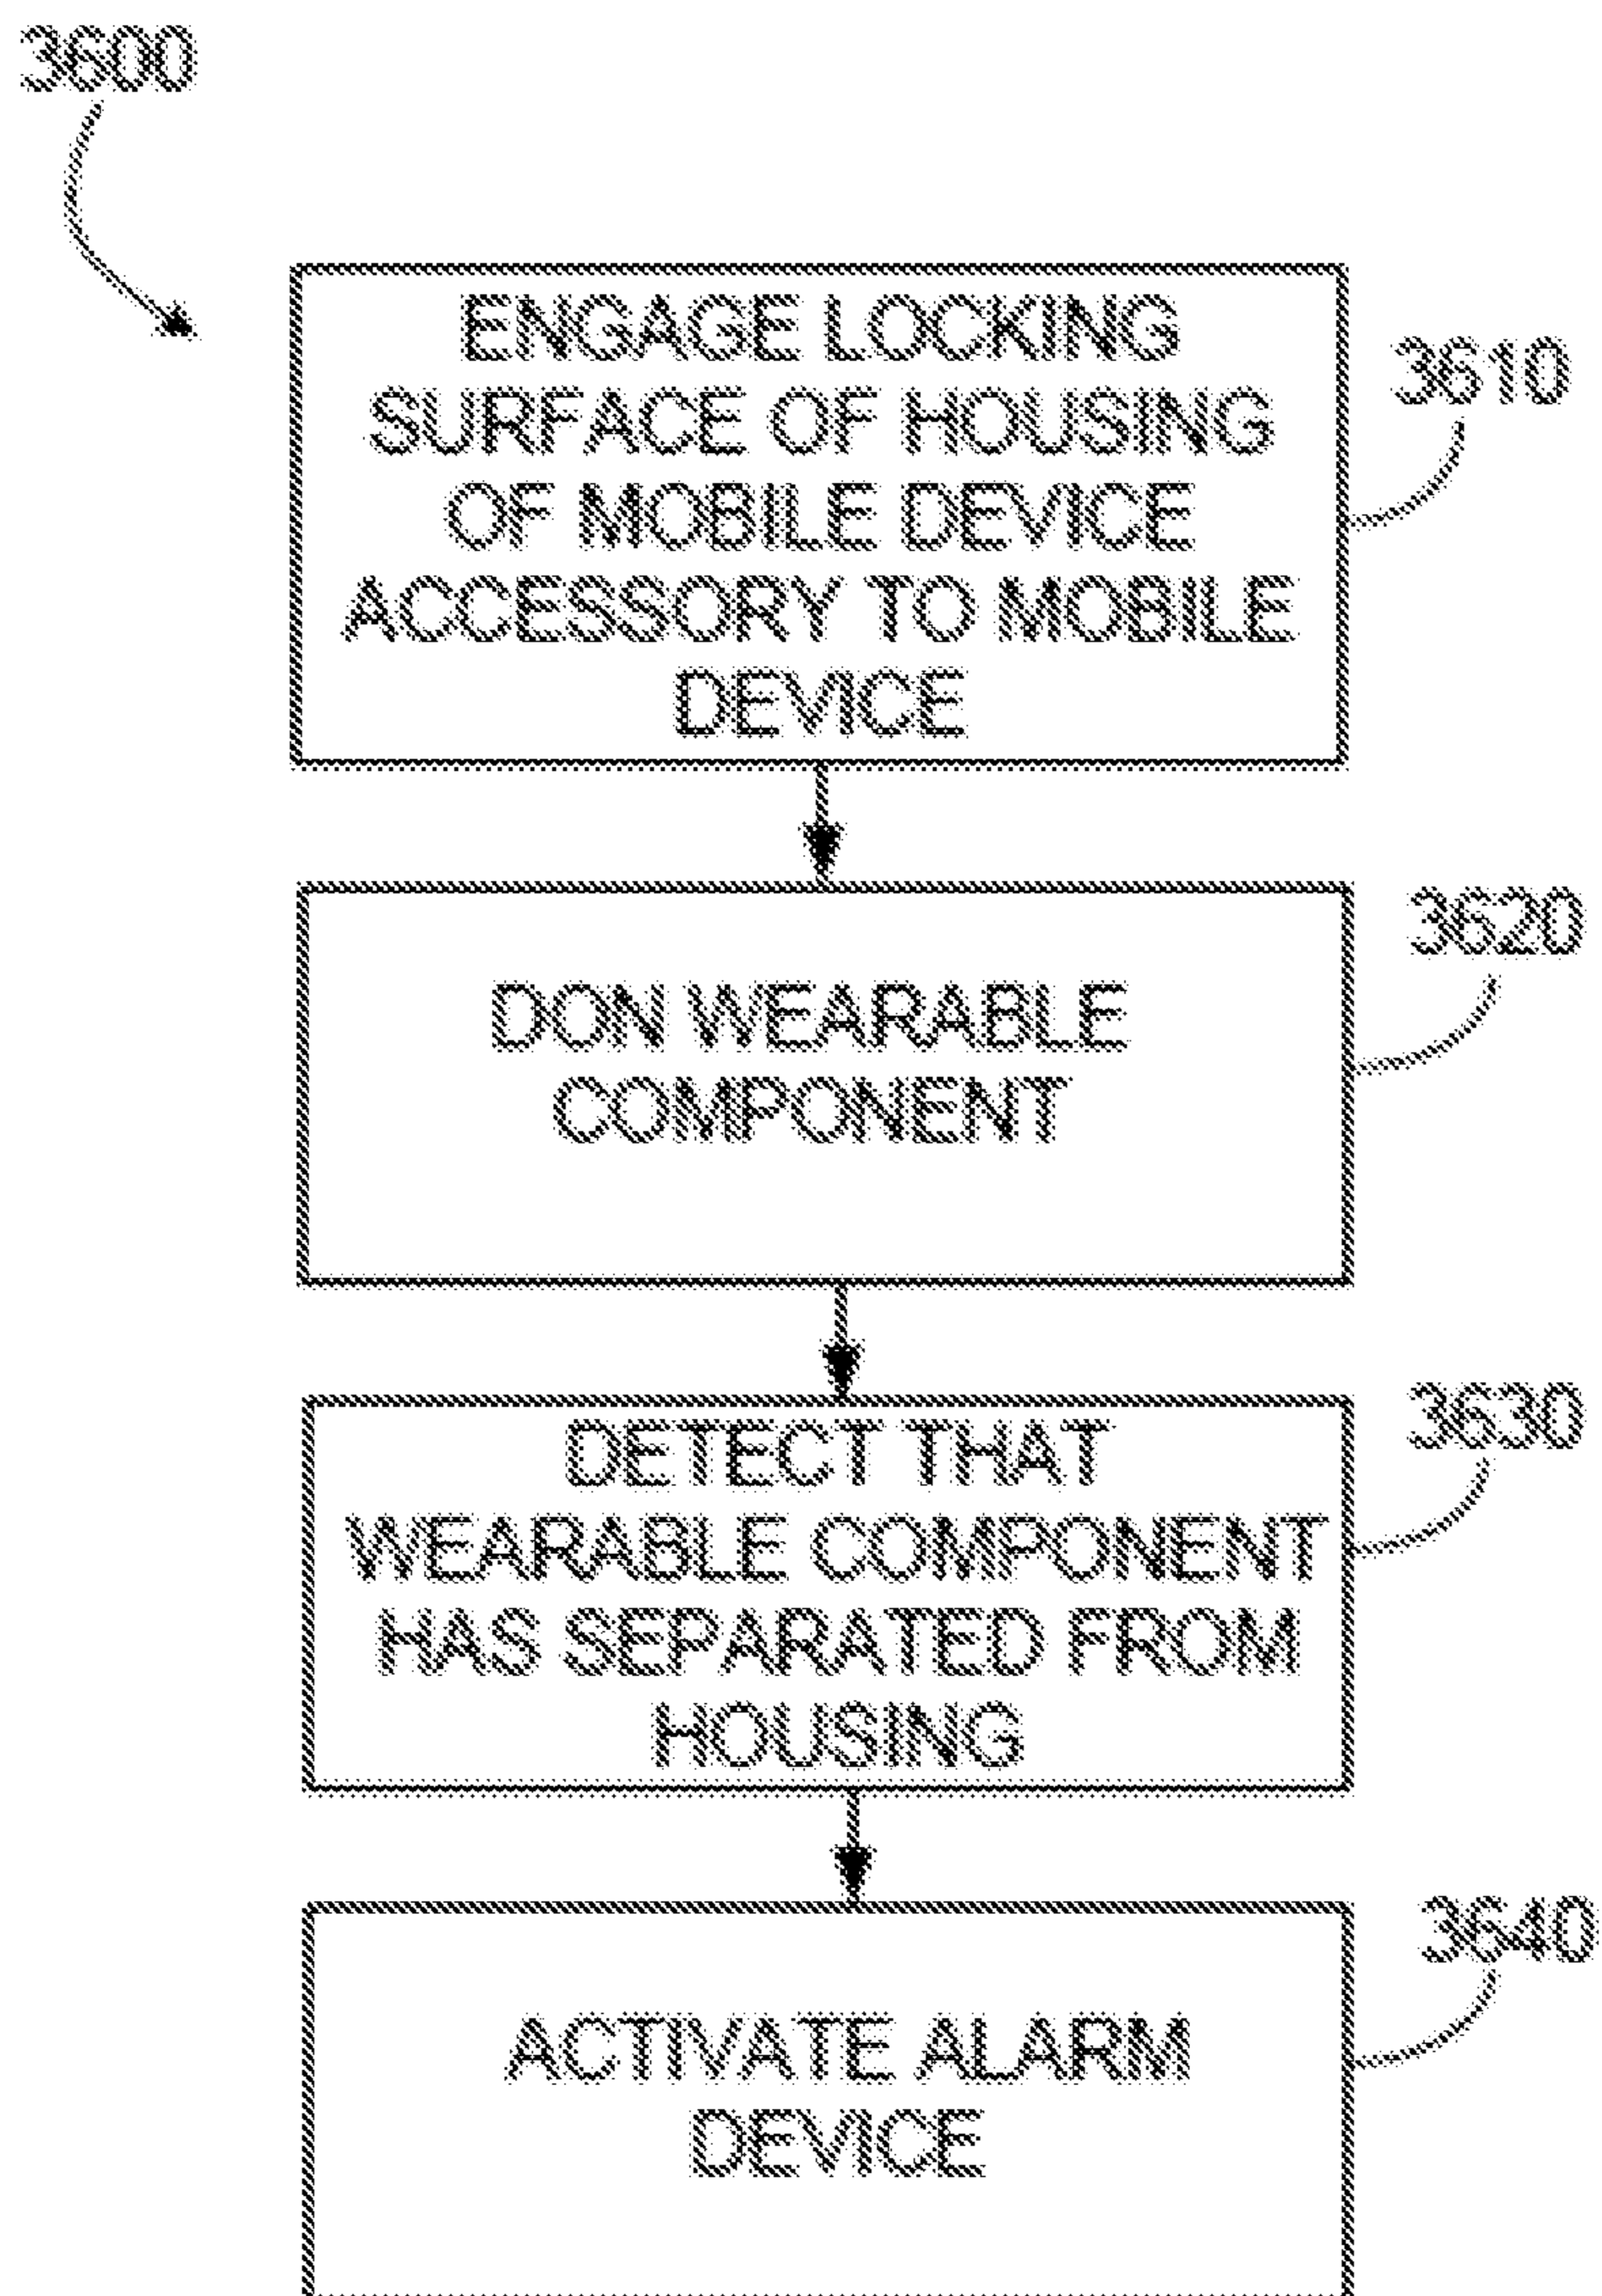 3600
ENGAGE LOCKING
SURFACE OF HOUSING
OF MOBILE DEVICE
ACCESSORY TO MOBILE
DEVICE
3610
DON WEARABLE
COMPONENT
3620
DETECT THAT
WEARABLE COMPONENT
HAS SEPARATED FROM
HOUSING
3630
ACTIVATE ALARM
DEVICE
3640